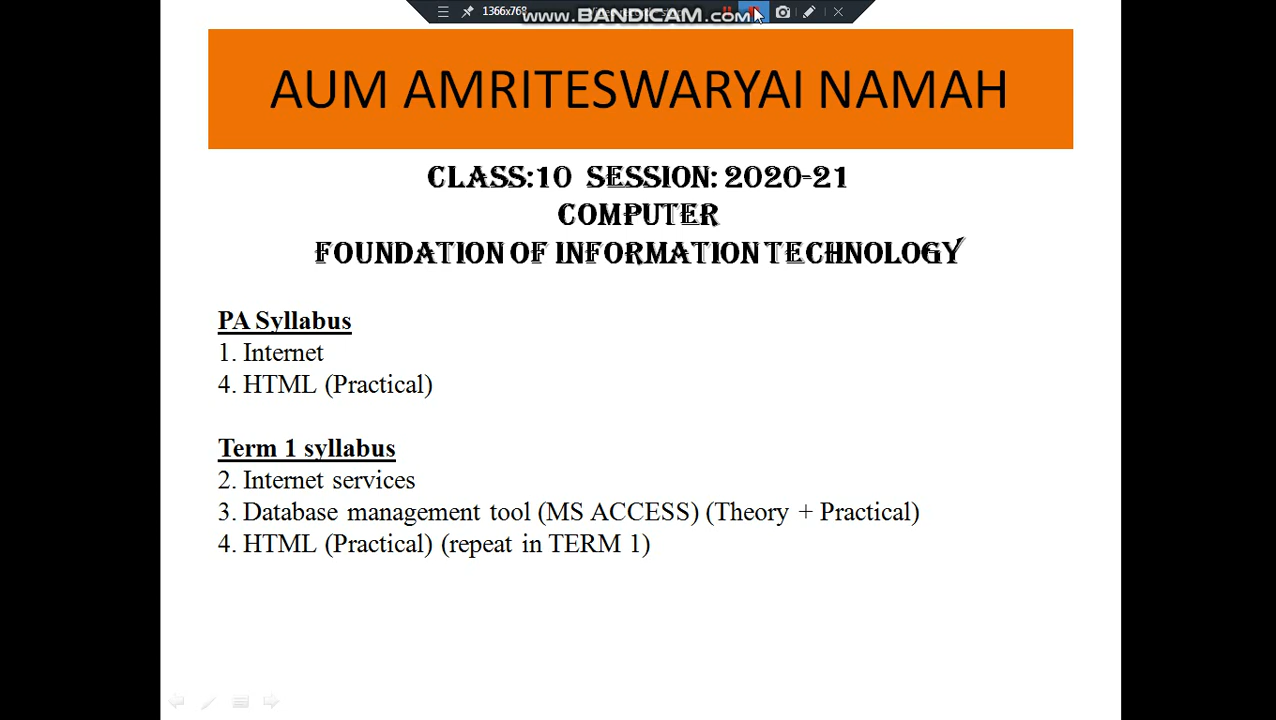 1366x768
www.BANDICAM.com
AUM AMRITESWARYAI NAMAH
CLASS:10 SESSION: 2020-21
COMPUTER
FOUNDATION OF INFORMATION TECHNOLOGY
PA Syllabus
1. Internet
4. HTML (Practical)
Term 1 syllabus
2. Internet services
3. Database management tool (MS ACCESS) (Theory + Practical)
4. HTML (Practical) (repeat in TERM 1)